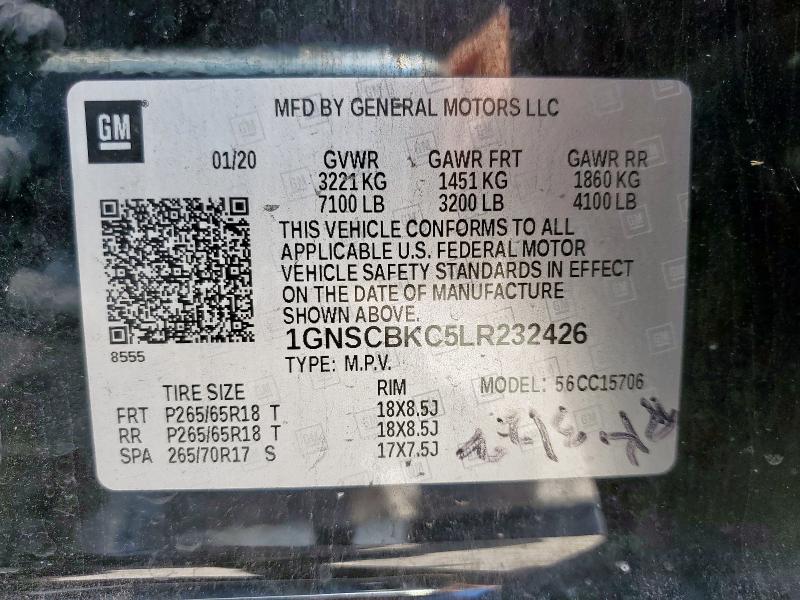 GM
MFD BY GENERAL MOTORS LLC
01/20 GVWR GAWR FRT GAWR RR
3221 KG 1451 KG 1860 KG
7100 LB 3200 LB 4100 LB
THIS VEHICLE CONFORMS TO ALL
APPLICABLE U.S. FEDERAL MOTOR
VEHICLE SAFETY STANDARDS IN EFFECT
ON THE DATE OF MANUFACTURE
SHOWN ABOVE.
1GNSCBKC5LR232426
8555
TYPE: M.P.V.
TIRE SIZE RIM MODEL: 56CC15706
FRT P265/65R18 T 18X8.5J
RR P265/65R18 T 18X8.5J
SPA 265/70R17 S 17X7.5J